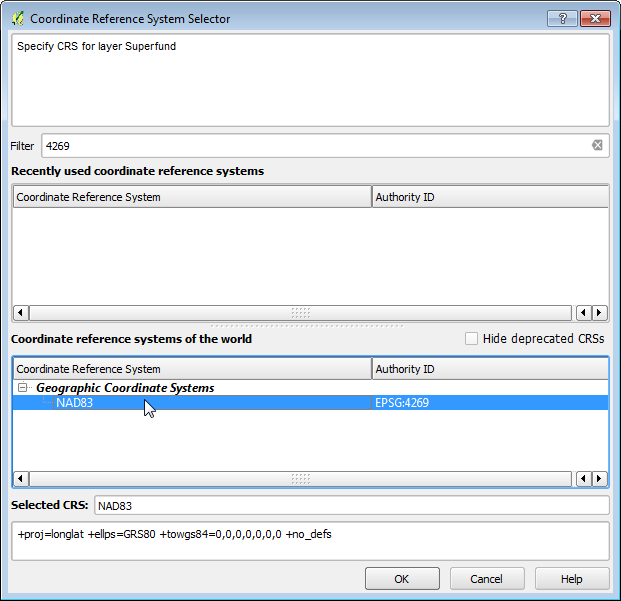 Coordinate Reference System Selector
?
Specify CRS for layer Superfund
Filter 4269
Recently used coordinate reference systems
Coordinate Reference System Authority ID
Coordinate reference systems of the world Hide deprecated CRSs
Coordinate Reference System Authority ID
Geographic Coordinate Systems
NAD83 EPSG:4269
Selected CRS: NAD83
+proj=longlat +ellps=GRS80 +towgs84=0,0,0,0,0,0,0 +no_defs
OK Cancel Help